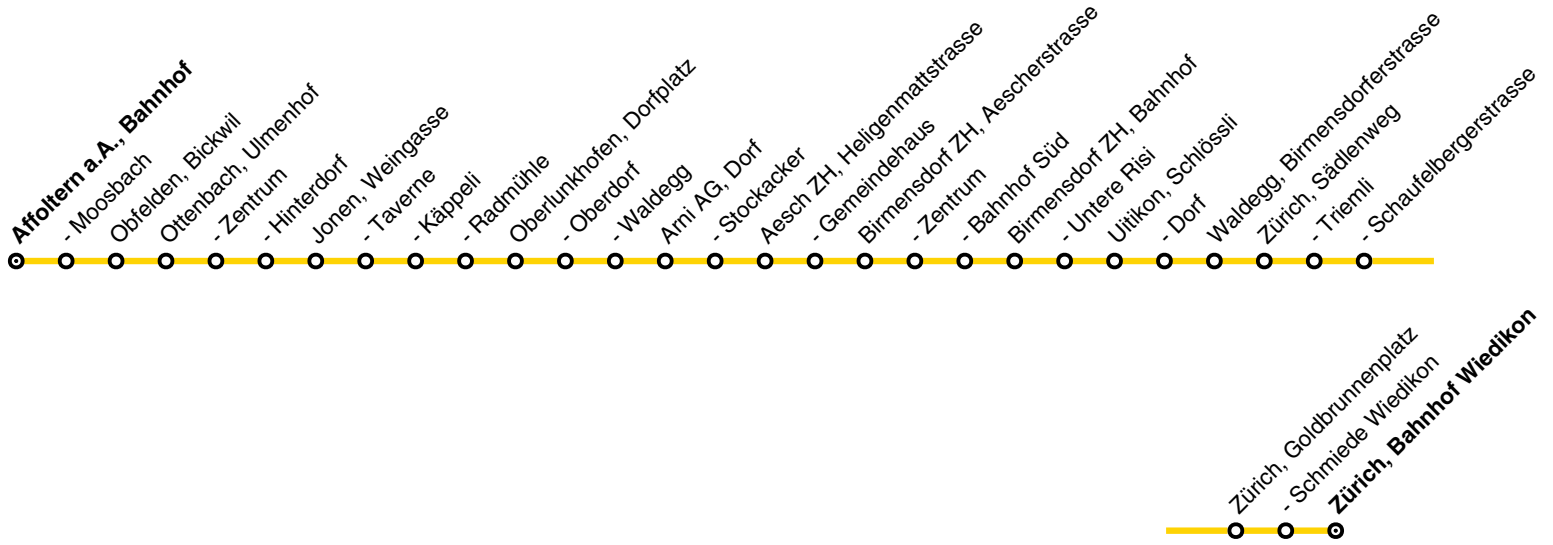 Affoltern a.A., Bahnhof
- Moosbach
Obfelden, Bickwil
Ottenbach, Ulmenhof
- Zentrum
- Hinterdorf
Jonen, Weingasse
- Taverne
- Käppeli
- Radmühle
Oberlunkhofen, Dorfplatz
- Oberdorf
- Waldegg
Arni AG, Dorf
- Stockacker
Aesch ZH, Heligenmattstrasse
- Gemeindehaus
Birmensdorf ZH, Aescherstrasse
- Zentrum
- Bahnhof Süd
Birmensdorf ZH, Bahnhof
- Untere Risi
Uitikon, Schlössli
- Dorf
Waldegg, Birmensdorferstrasse
Zürich, Sädlenweg
- Triemli
- Schaufelbergerstrasse
Zürich, Goldbrunnenplatz
- Schmiede Wiedikon
Zürich, Bahnhof Wiedikon